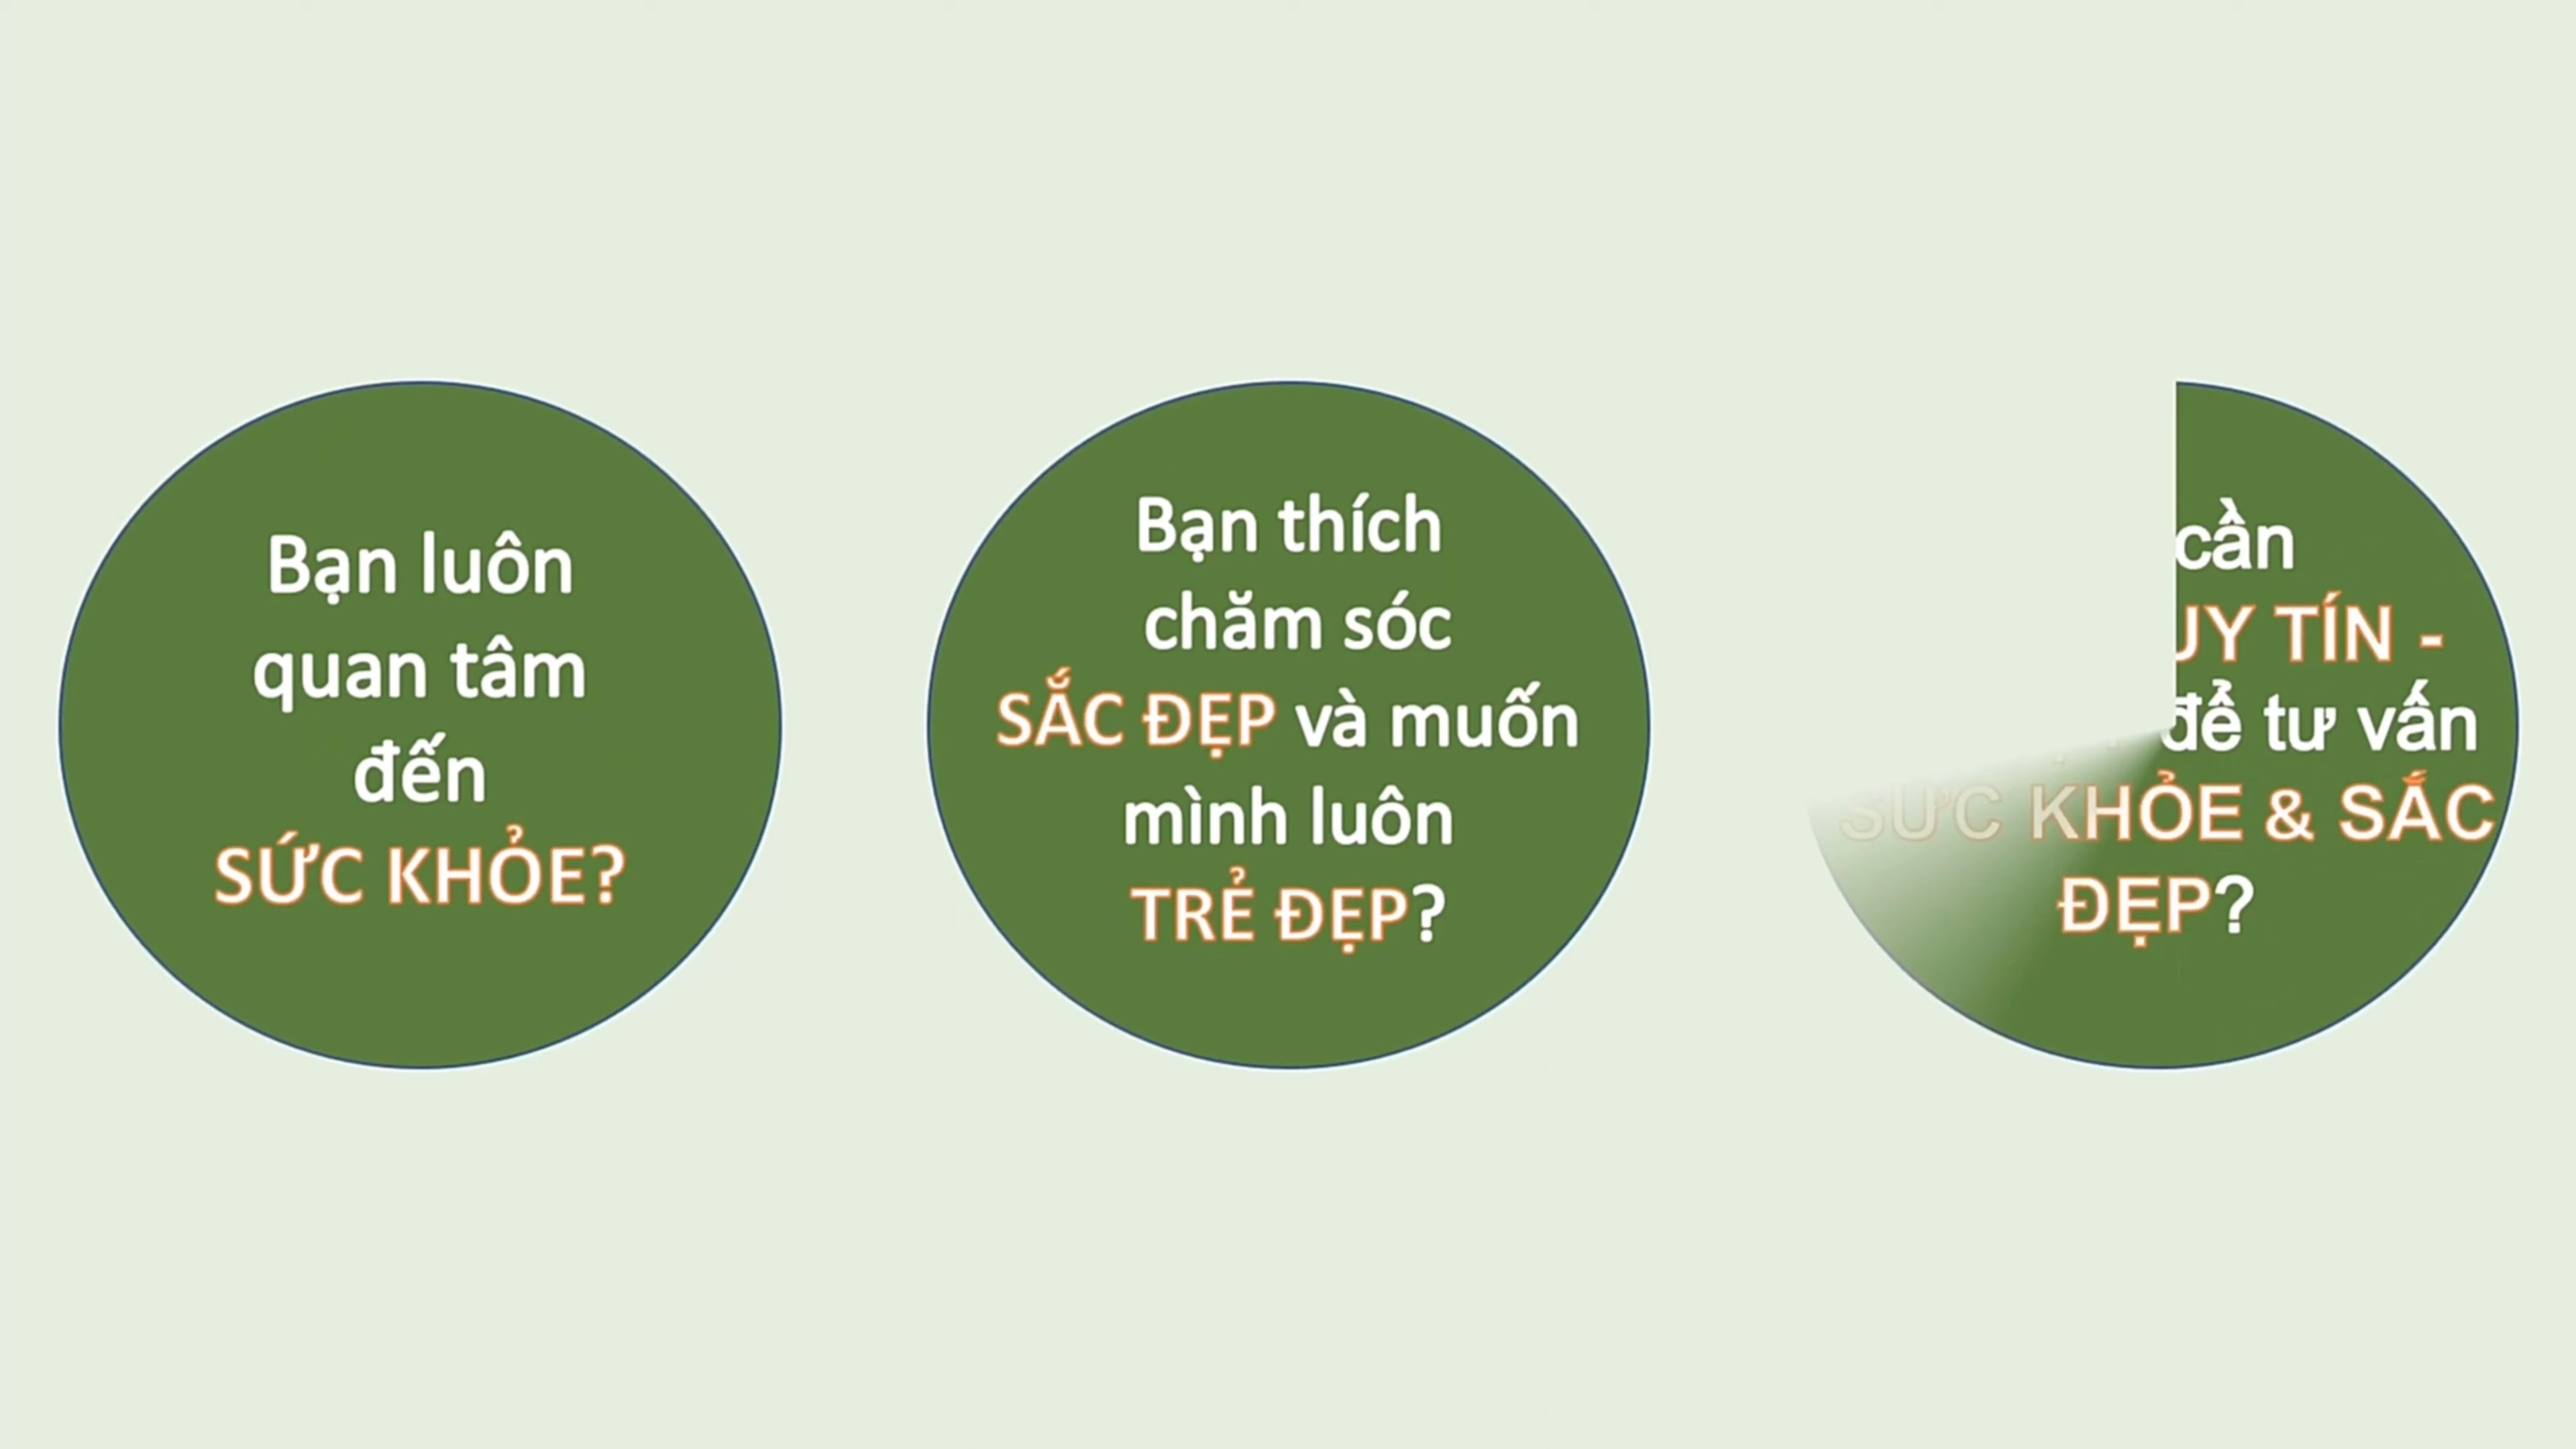 Bạn luôn
quan tâm
đến
SỨC KHỎE?
Bạn thích
chăm sóc
SẮC ĐẸP và muốn
mình luôn
TRẺ ĐẸP?
cần
UY TÍN -
để tư vấn
SỨC KHỎE & SẮC
ĐẸP?